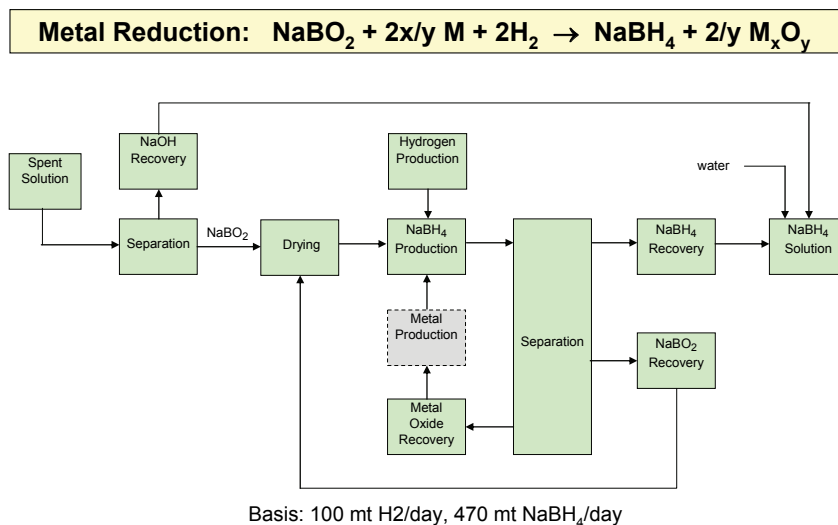 Metal Reduction: NaBO₂ + 2x/y M + 2H₂ → NaBH₄ + 2/y MₓOᵧ
Spent
Solution
NaOH
Recovery
Separation
NaBO₂
Drying
Hydrogen
Production
NaBH₄
Production
Metal
Production
Metal
Oxide
Recovery
Separation
NaBH₄
Recovery
NaBO₂
Recovery
water
NaBH₄
Solution
Basis: 100 mt H2/day, 470 mt NaBH₄/day